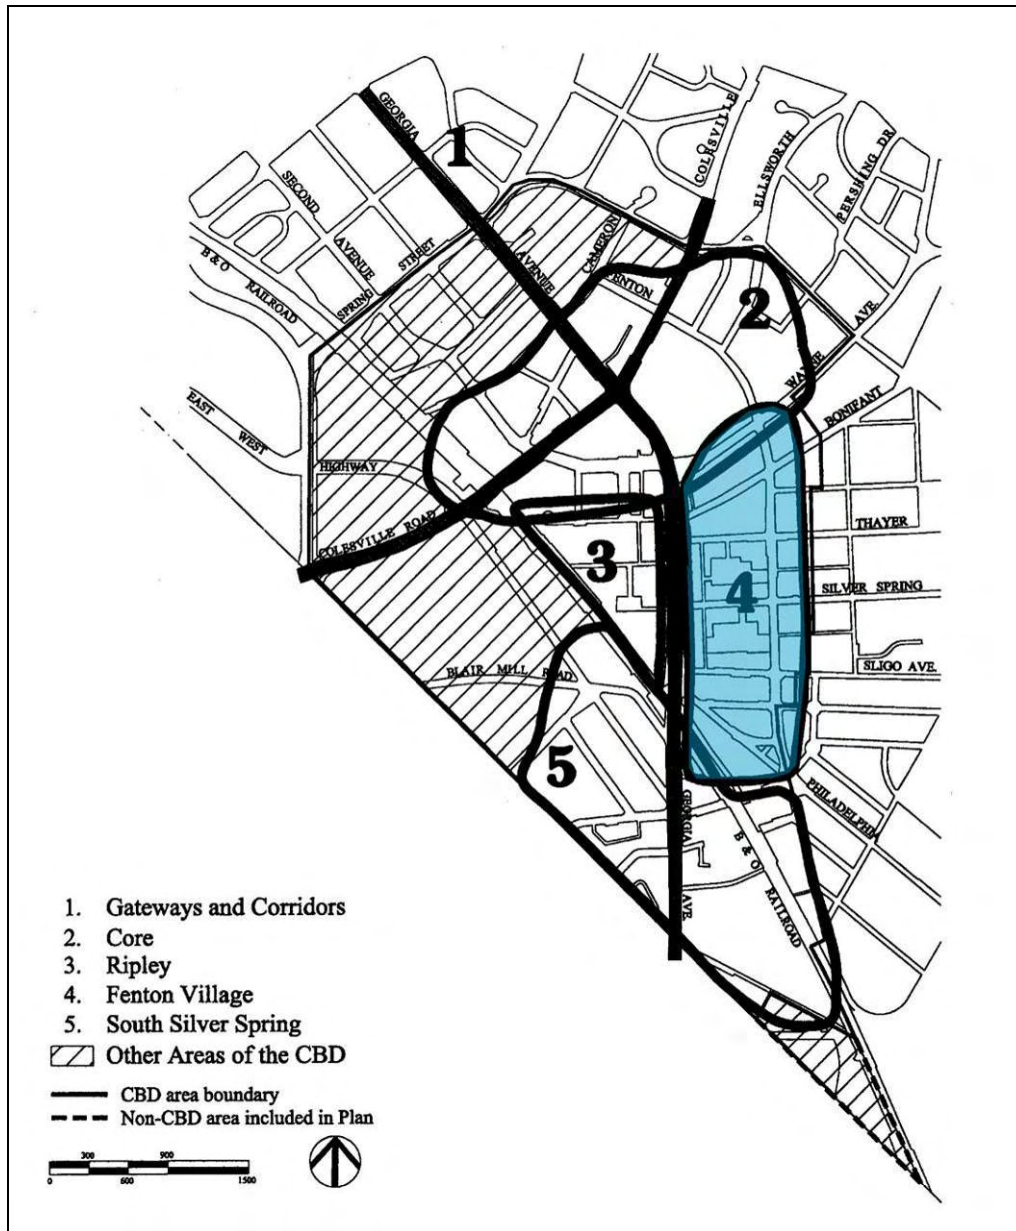 GEORGIA
1
COLESVILLE
ELLSWORTH
PERSHING DR.
SECOND
AVENUE
B & O
RAILROAD
SPRING
STREET
AVENUE
CAMERON
FENTON
2
AVE.
WAYNE
BONIFANT
EAST
WEST
HIGHWAY
COLESVILLE ROAD
THAYER
3
4
SILVER SPRING
SLIGO AVE.
BLAIR MILL ROAD
5
PHILADELPHIA
GEORGIA
AVE.
B & O
RAILROAD
1. Gateways and Corridors
2. Core
3. Ripley
4. Fenton Village
5. South Silver Spring
Other Areas of the CBD
CBD area boundary
Non-CBD area included in Plan
300 900
0 600 1500